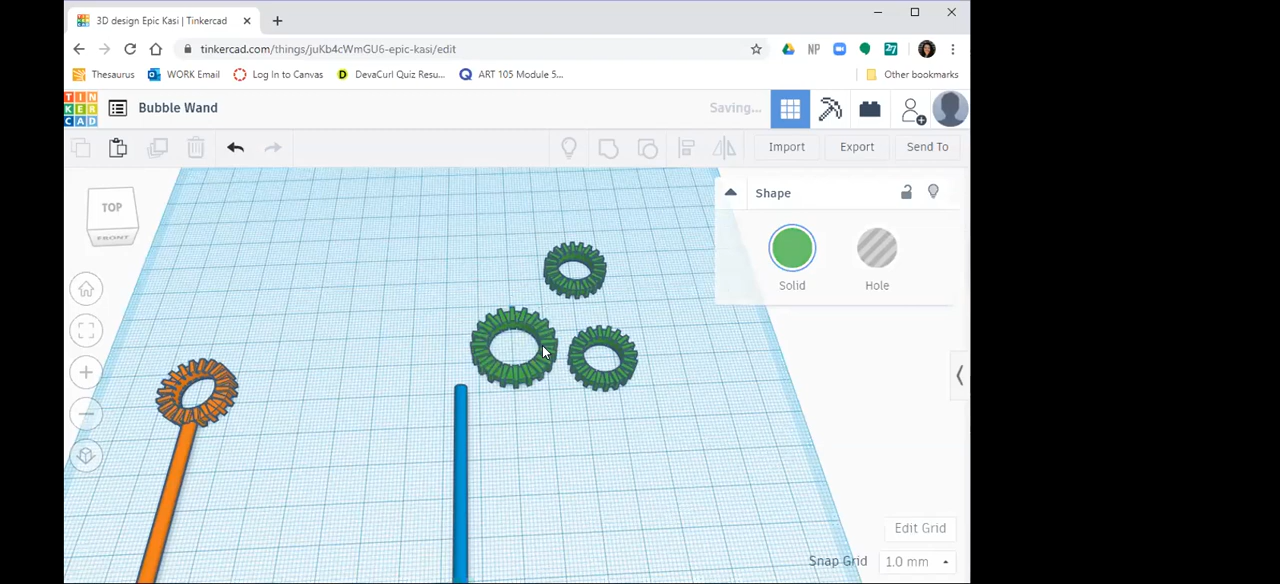 3D design Epic Kasi | Tinkercad
tinkercad.com/things/juKb4cWmGU6-epic-kasi/edit
NP
27
Thesaurus
WORK Email
Log In to Canvas
D
DevaCurl Quiz Resu...
Q
ART 105 Module 5...
Other bookmarks
TIN
KER
CAD
Bubble Wand
Saving...
Import
Export
Send To
TOP
FRONT
Shape
Solid
Hole
Edit Grid
Snap Grid
1.0 mm